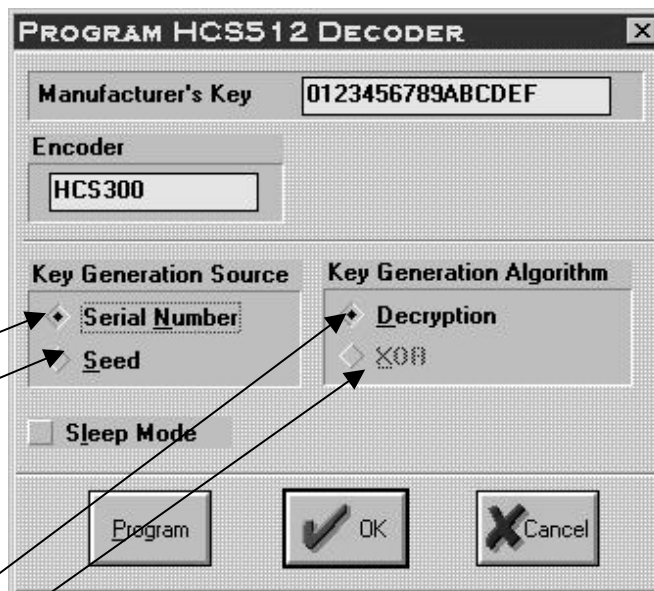 PROGRAM HCS512 DECODER
Manufacturer's Key 0123456789ABCDEF
Encoder
HCS300
Key Generation Source Key Generation Algorithm
Serial Number Decryption
Seed XOR
Sleep Mode
Program OK Cancel